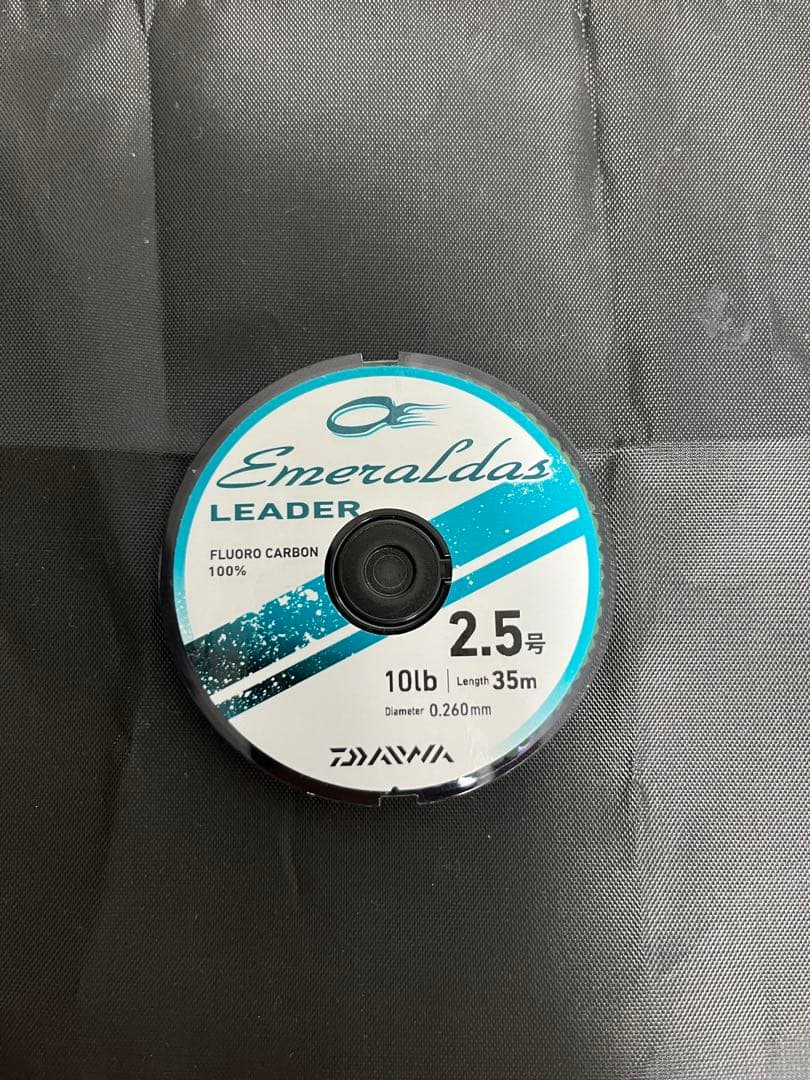 Emeraldas
LEADER
FLUORO CARBON
100%
2.5号
10lb | Length 35m
Diameter 0.260mm
DAIWA